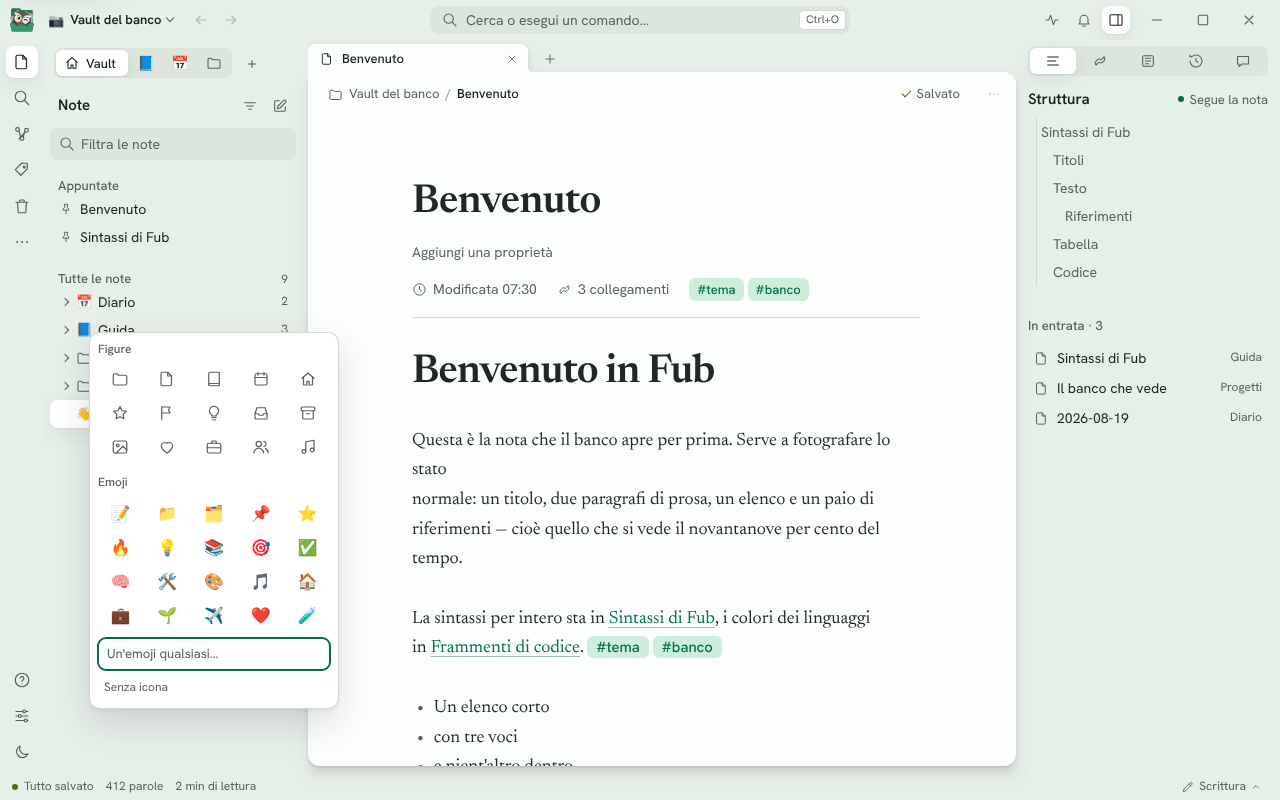 Vault del banco
Cerca o esegui un comando...
Ctrl+O
Vault
Benvenuto
Note
Filtra le note
Appuntate
Benvenuto
Sintassi di Fub
Tutte le note 9
Diario 2
Guida 3
Figure
Emoji
Un'emoji qualsiasi...
Senza icona
Vault del banco / Benvenuto
Salvato
Benvenuto
Aggiungi una proprietà
Modificata 07:30 3 collegamenti #tema #banco
Benvenuto in Fub
Questa è la nota che il banco apre per prima. Serve a fotografare lo
stato
normale: un titolo, due paragrafi di prosa, un elenco e un paio di
riferimenti — cioè quello che si vede il novantanove per cento del
tempo.
La sintassi per intero sta in Sintassi di Fub, i colori dei linguaggi
in Frammenti di codice. #tema #banco
• Un elenco corto
• con tre voci
• e nient'altro dentro
Struttura
Segue la nota
Sintassi di Fub
Titoli
Testo
Riferimenti
Tabella
Codice
In entrata · 3
Sintassi di Fub Guida
Il banco che vede Progetti
2026-08-19 Diario
Tutto salvato 412 parole 2 min di lettura
Scrittura